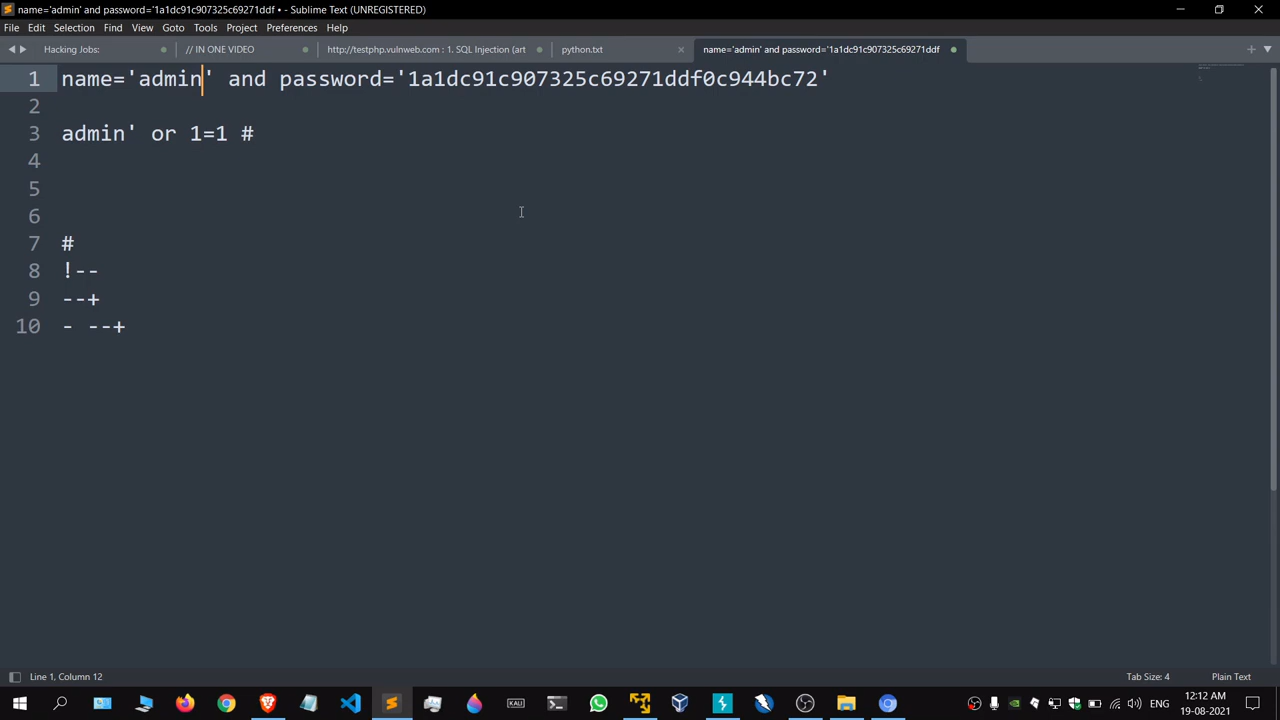 name='admin' and password='1a1dc91c907325c69271ddf • - Sublime Text (UNREGISTERED)
File Edit Selection Find View Goto Tools Project Preferences Help
Hacking Jobs: // IN ONE VIDEO http://testphp.vulnweb.com : 1. SQL Injection (art python.txt name='admin' and password='1a1dc91c907325c69271ddf
1 name='admin' and password='1a1dc91c907325c69271ddf0c944bc72'
2
3 admin' or 1=1 #
4
5
6
7 #
8 !--
9 --+
10 - --+
Line 1, Column 12 Tab Size: 4 Plain Text
KALI ENG 12:12 AM
19-08-2021